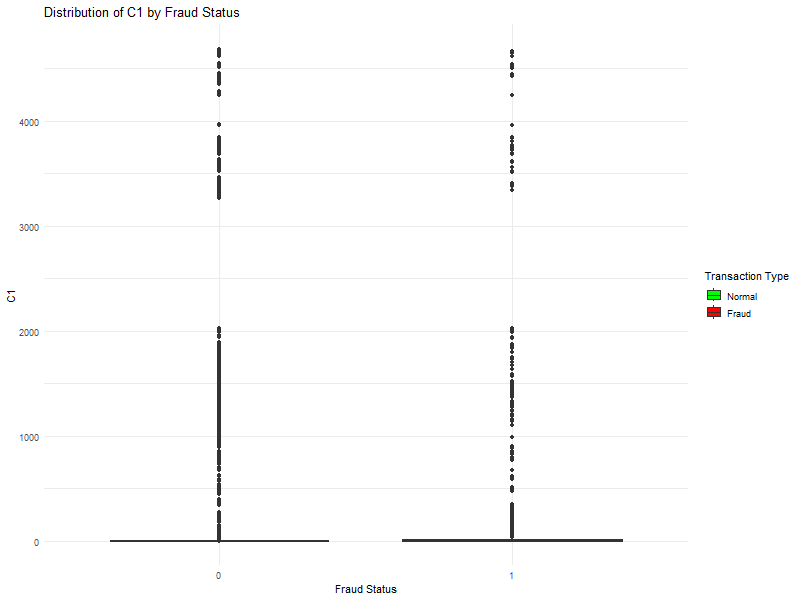 Distribution of C1 by Fraud Status
4000
3000
2000
1000
0
C1
0
1
Fraud Status
Transaction Type
Normal
Fraud